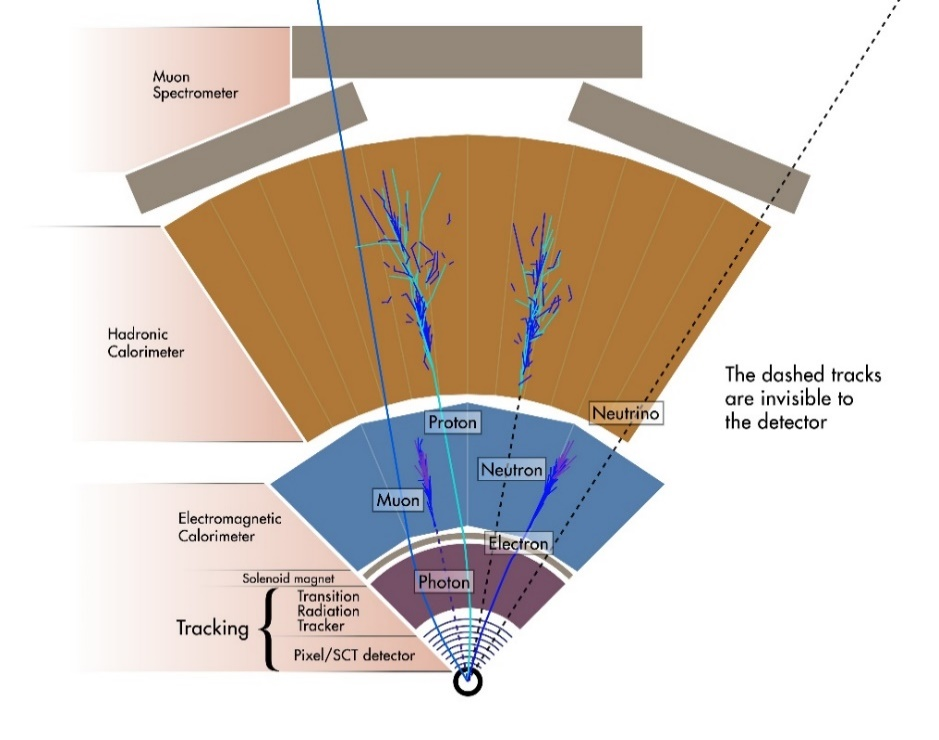 Muon
Spectrometer
Hadronic
Calorimeter
The dashed tracks
are invisible to
the detector
Neutrino
Proton
Neutron
Muon
Electromagnetic
Calorimeter
Electron
Solenoid magnet
Photon
Tracking
Transition
Radiation
Tracker
Pixel/SCT detector